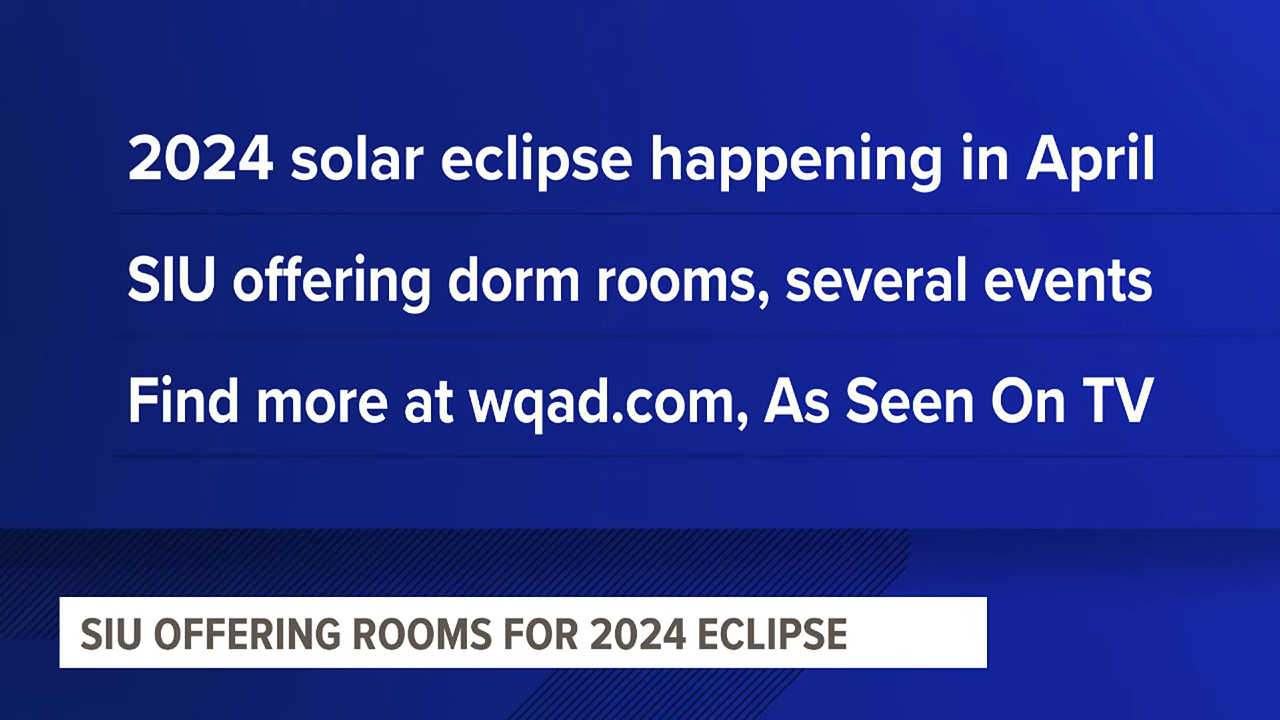 2024 solar eclipse happening in April
SIU offering dorm rooms, several events
Find more at wqad.com, As Seen On TV
SIU OFFERING ROOMS FOR 2024 ECLIPSE